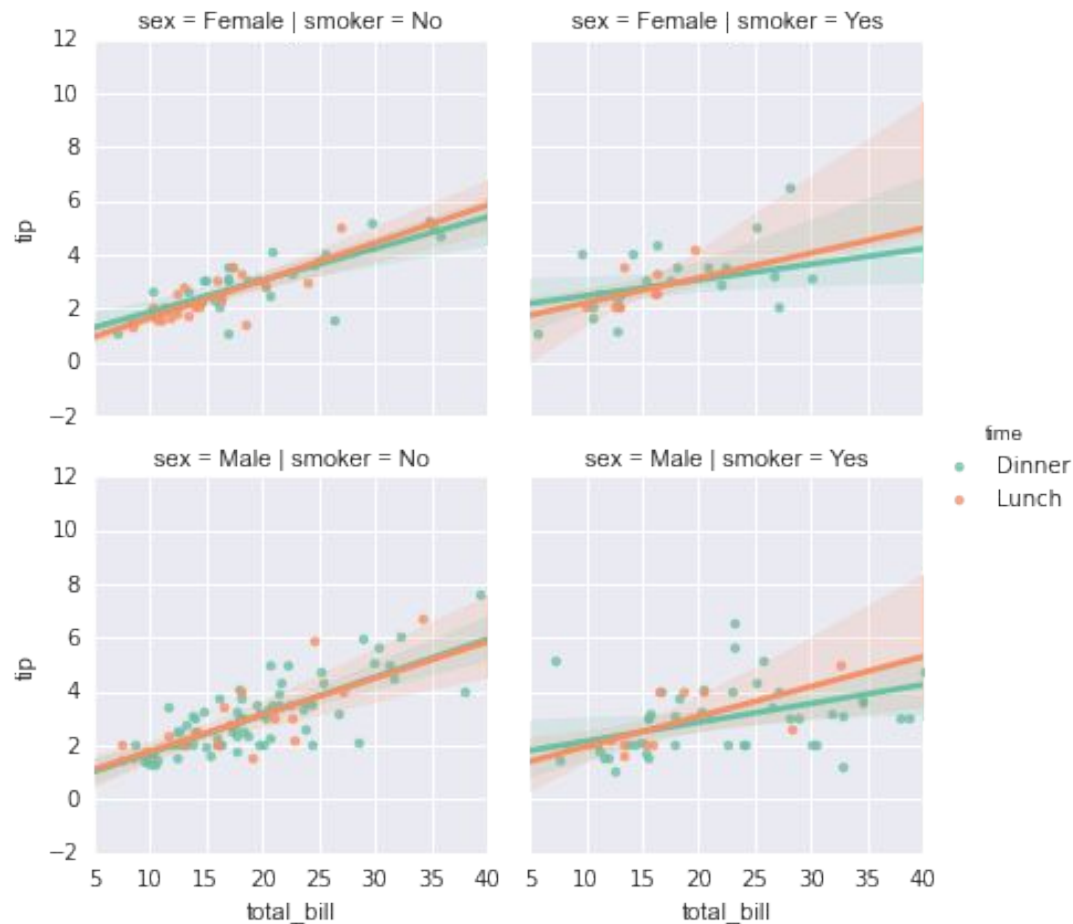 sex = Female | smoker = No
sex = Female | smoker = Yes
12
10
8
6
4
2
0
−2
tip
time
Dinner
Lunch
sex = Male | smoker = No
sex = Male | smoker = Yes
12
10
8
6
4
2
0
−2
tip
5 10 15 20 25 30 35 40
5 10 15 20 25 30 35 40
total_bill
total_bill